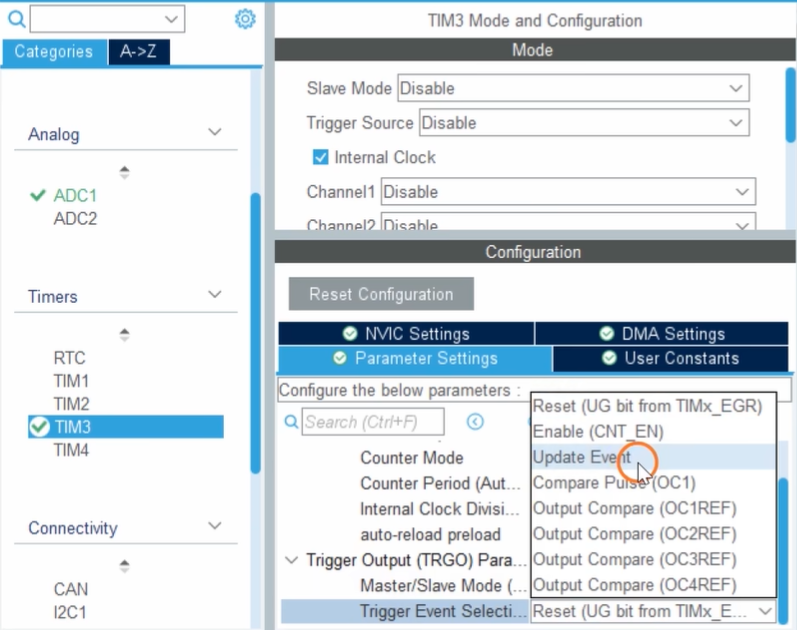 Categories
A->Z
Analog
ADC1
ADC2
Timers
RTC
TIM1
TIM2
TIM3
TIM4
Connectivity
CAN
I2C1
TIM3 Mode and Configuration
Mode
Slave Mode Disable
Trigger Source Disable
Internal Clock
Channel1 Disable
Channel2 Disable
Configuration
Reset Configuration
NVIC Settings
DMA Settings
Parameter Settings
User Constants
Configure the below parameters :
Search (Ctrl+F)
Counter Mode
Counter Period (Aut...
Internal Clock Divisi...
auto-reload preload
Trigger Output (TRGO) Para...
Master/Slave Mode (...
Trigger Event Selecti...
Reset (UG bit from TIMx_EGR)
Enable (CNT_EN)
Update Event
Compare Pulse (OC1)
Output Compare (OC1REF)
Output Compare (OC2REF)
Output Compare (OC3REF)
Output Compare (OC4REF)
Reset (UG bit from TIMx_E...